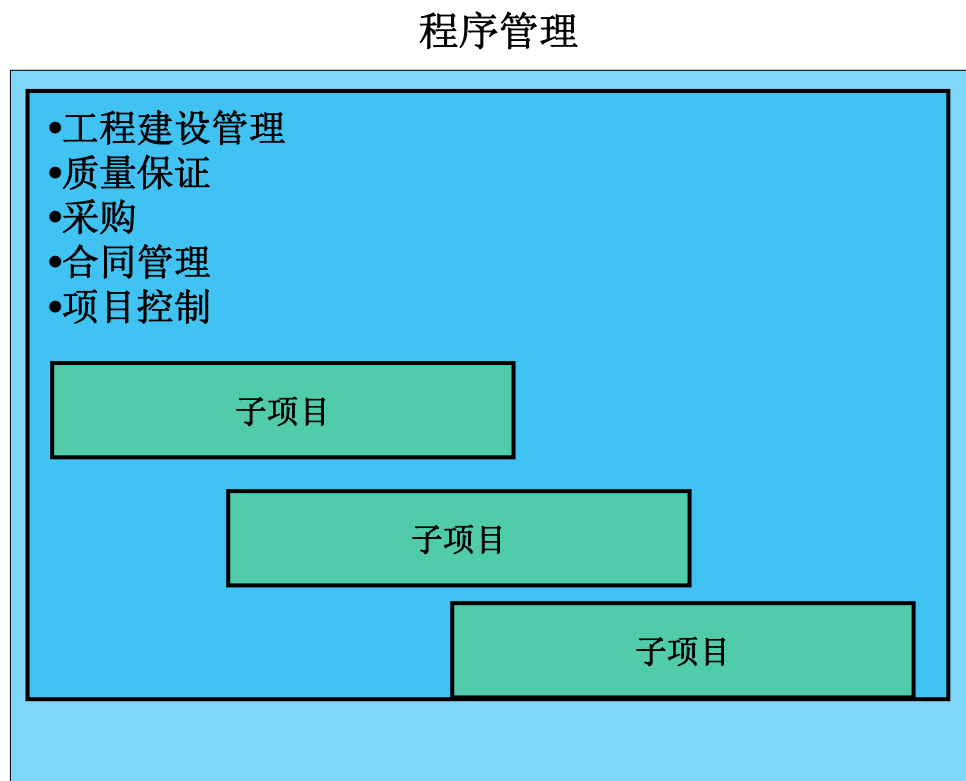 程序管理
•工程建设管理
•质量保证
•采购
•合同管理
•项目控制
子项目
子项目
子项目